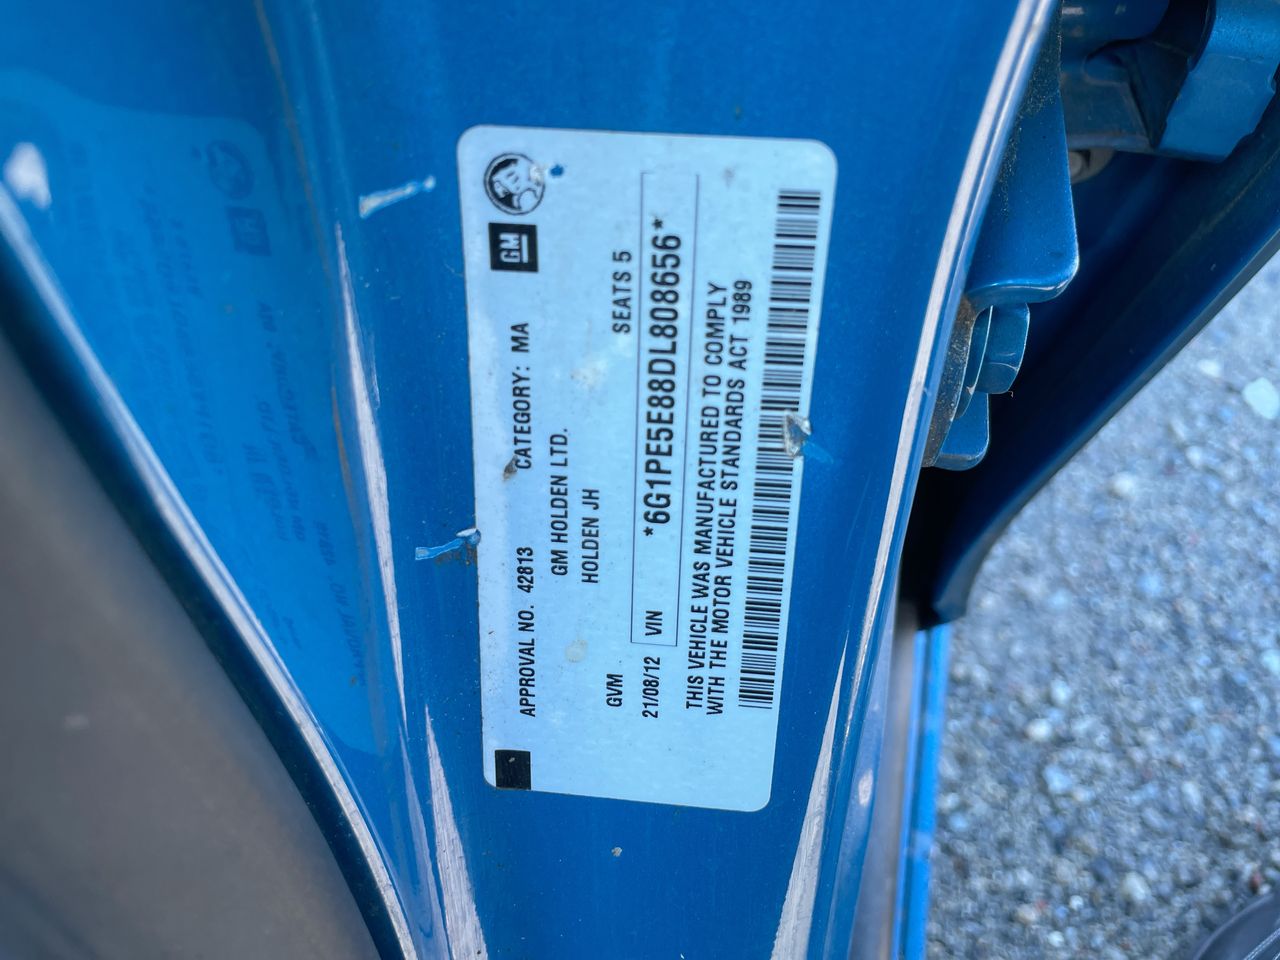 GM
APPROVAL NO. 42813 CATEGORY: MA
GM HOLDEN LTD.
HOLDEN JH
GVM SEATS 5
21/08/12 VIN *6G1PE5E88DL808656*
THIS VEHICLE WAS MANUFACTURED TO COMPLY
WITH THE MOTOR VEHICLE STANDARDS ACT 1989